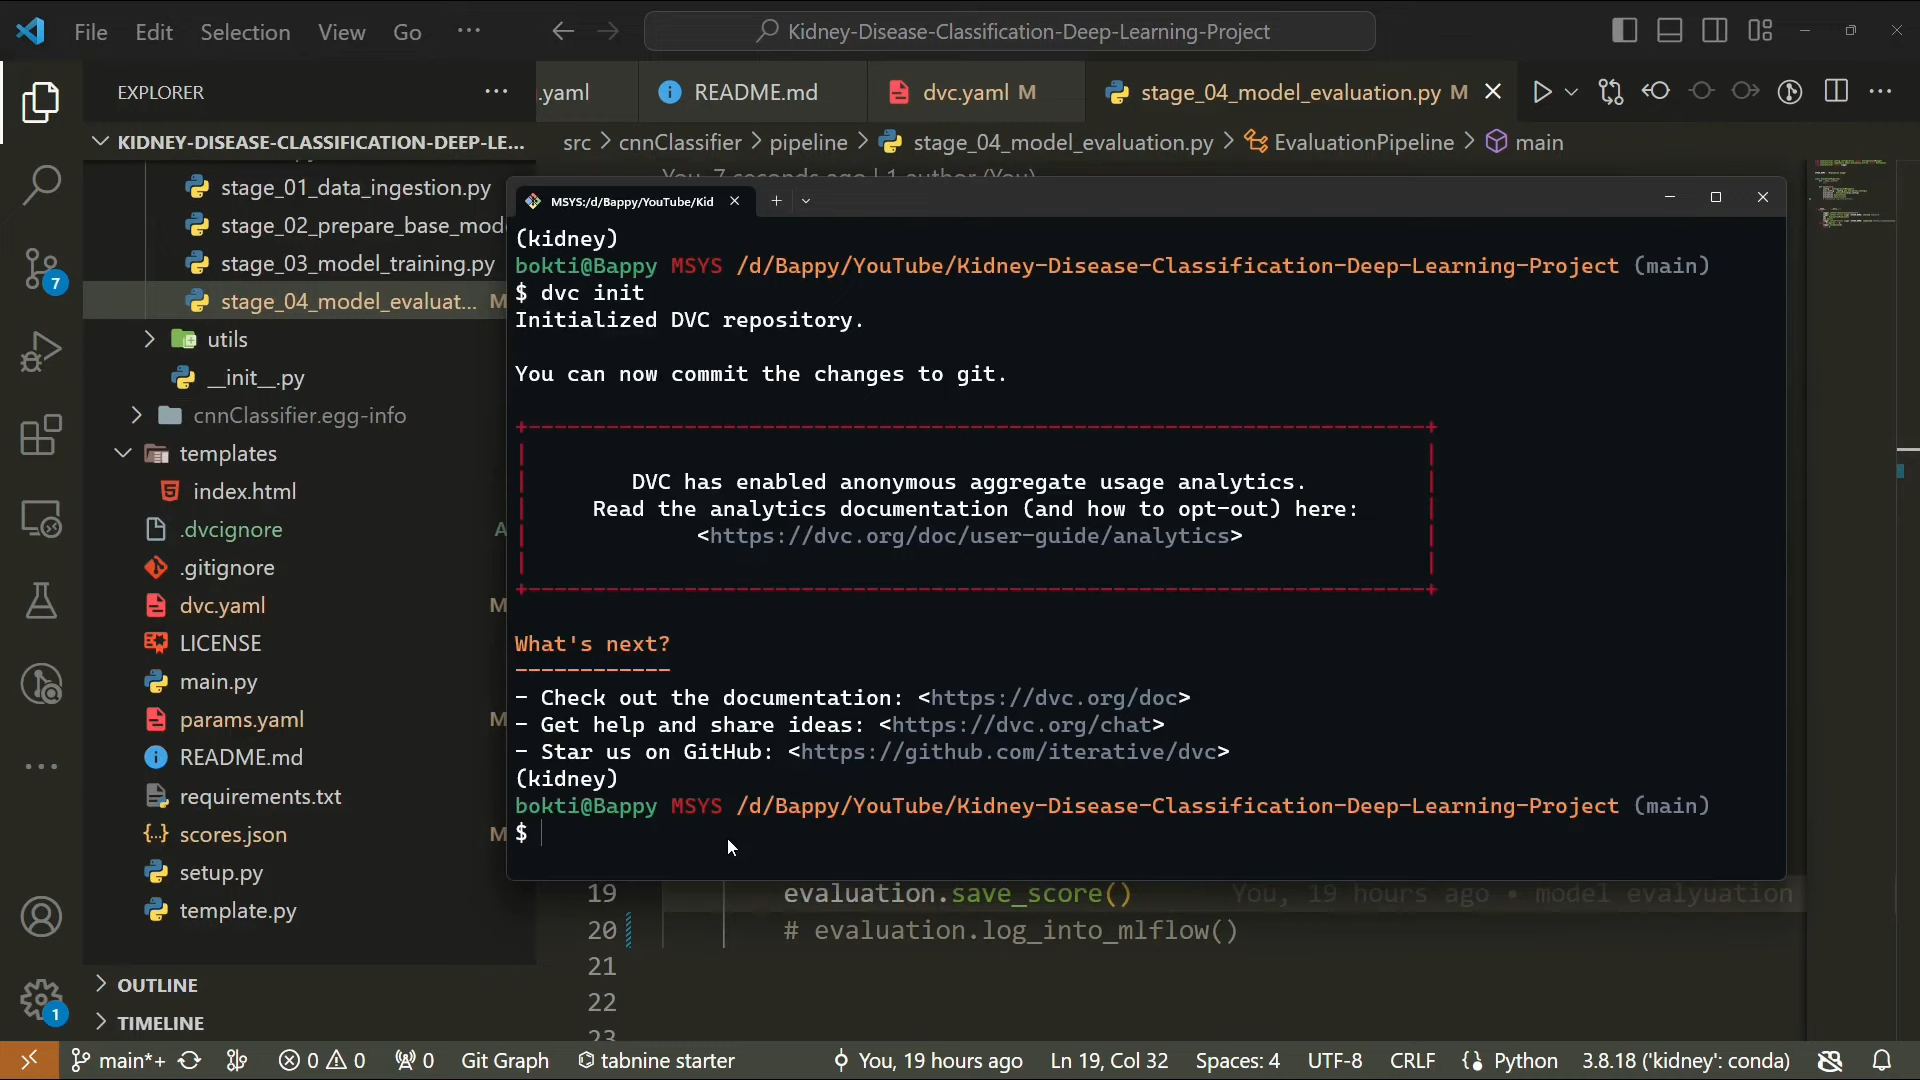 File Edit Selection View Go ··· Kidney-Disease-Classification-Deep-Learning-Project
EXPLORER ··· .yaml README.md dvc.yaml M stage_04_model_evaluation.py M
KIDNEY-DISEASE-CLASSIFICATION-DEEP-LE...
src > cnnClassifier > pipeline > stage_04_model_evaluation.py > EvaluationPipeline > main
You, 7 seconds ago | 1 author (You)
stage_01_data_ingestion.py
stage_02_prepare_base_mod
stage_03_model_training.py
stage_04_model_evaluat... M
utils
__init__.py
cnnClassifier.egg-info
templates
index.html
.dvcignore A
.gitignore
dvc.yaml M
LICENSE
main.py
params.yaml M
README.md
requirements.txt
scores.json M
setup.py
template.py
OUTLINE
TIMELINE
7
1
MSYS:/d/Bappy/YouTube/Kid
(kidney)
bokti@Bappy MSYS /d/Bappy/YouTube/Kidney-Disease-Classification-Deep-Learning-Project (main)
$ dvc init
Initialized DVC repository.
You can now commit the changes to git.
DVC has enabled anonymous aggregate usage analytics.
Read the analytics documentation (and how to opt-out) here:
<https://dvc.org/doc/user-guide/analytics>
What's next?
------------
- Check out the documentation: <https://dvc.org/doc>
- Get help and share ideas: <https://dvc.org/chat>
- Star us on GitHub: <https://github.com/iterative/dvc>
(kidney)
bokti@Bappy MSYS /d/Bappy/YouTube/Kidney-Disease-Classification-Deep-Learning-Project (main)
$
19 evaluation.save_score() You, 19 hours ago • model evalyuation
20 # evaluation.log_into_mlflow()
21
22
23
main*+ 0 0 0 Git Graph tabnine starter You, 19 hours ago Ln 19, Col 32 Spaces: 4 UTF-8 CRLF Python 3.8.18 ('kidney': conda)